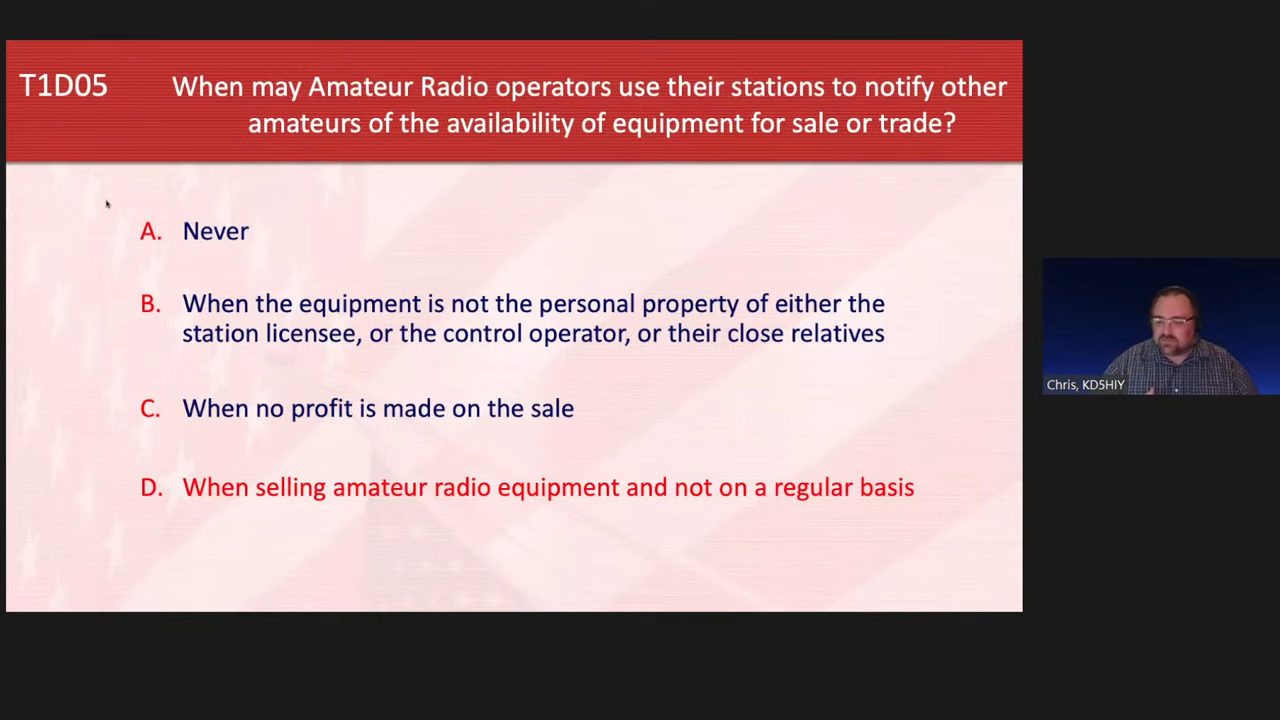 T1D05 When may Amateur Radio operators use their stations to notify other
amateurs of the availability of equipment for sale or trade?
A. Never
B. When the equipment is not the personal property of either the
station licensee, or the control operator, or their close relatives
C. When no profit is made on the sale
D. When selling amateur radio equipment and not on a regular basis
Chris, KD5HIY